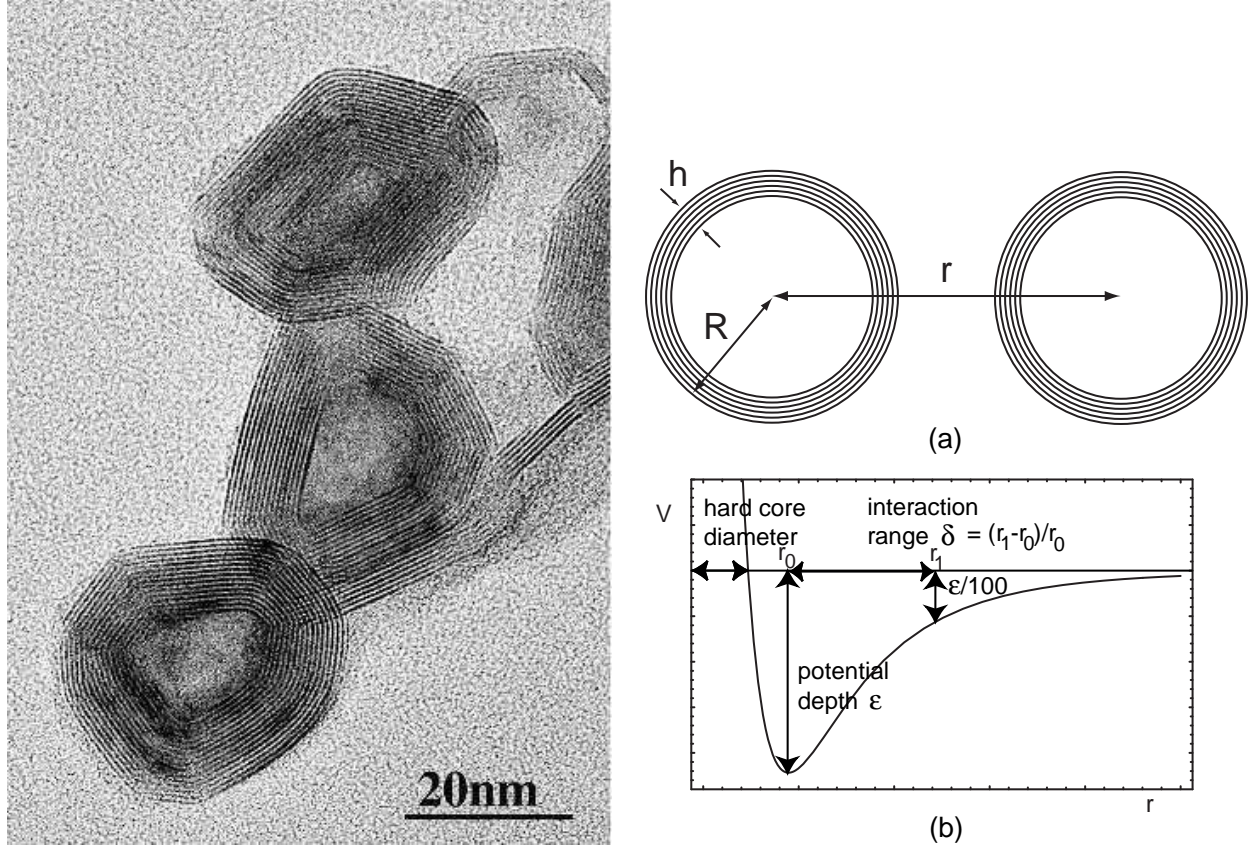 20nm
h
r
R
(a)
V
hard core
diameter
interaction
range δ = (r₁-r₀)/r₀
r₀
r₁
ε/100
potential
depth ε
r
(b)